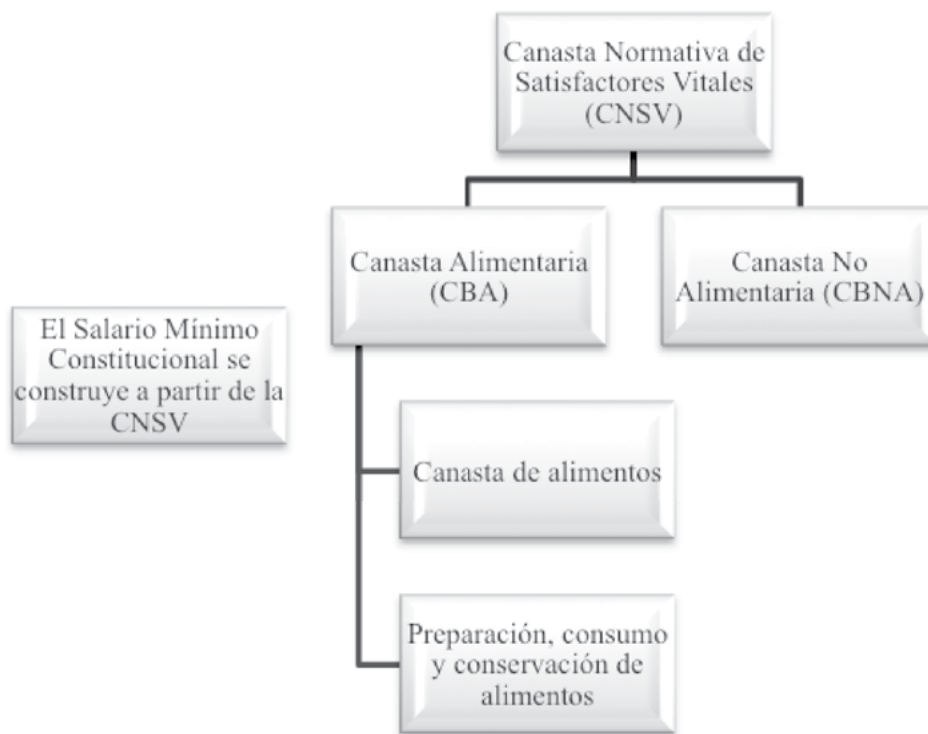 Canasta Normativa de
Satisfactores Vitales
(CNSV)
Canasta Alimentaria
(CBA)
Canasta No
Alimentaria (CBNA)
El Salario Mínimo
Constitucional se
construye a partir de la
CNSV
Canasta de alimentos
Preparación, consumo
y conservación de
alimentos